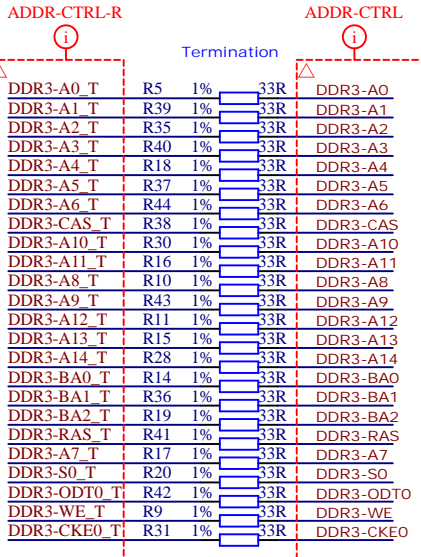 ADDR-CTRL-R ADDR-CTRL
i i
Termination
DDR3-A0_T R5 1% 33R DDR3-A0
DDR3-A1_T R39 1% 33R DDR3-A1
DDR3-A2_T R35 1% 33R DDR3-A2
DDR3-A3_T R40 1% 33R DDR3-A3
DDR3-A4_T R18 1% 33R DDR3-A4
DDR3-A5_T R37 1% 33R DDR3-A5
DDR3-A6_T R44 1% 33R DDR3-A6
DDR3-CAS_T R38 1% 33R DDR3-CAS
DDR3-A10_T R30 1% 33R DDR3-A10
DDR3-A11_T R16 1% 33R DDR3-A11
DDR3-A8_T R10 1% 33R DDR3-A8
DDR3-A9_T R43 1% 33R DDR3-A9
DDR3-A12_T R11 1% 33R DDR3-A12
DDR3-A13_T R15 1% 33R DDR3-A13
DDR3-A14_T R28 1% 33R DDR3-A14
DDR3-BA0_T R14 1% 33R DDR3-BA0
DDR3-BA1_T R36 1% 33R DDR3-BA1
DDR3-BA2_T R19 1% 33R DDR3-BA2
DDR3-RAS_T R41 1% 33R DDR3-RAS
DDR3-A7_T R17 1% 33R DDR3-A7
DDR3-S0_T R20 1% 33R DDR3-S0
DDR3-ODT0_T R42 1% 33R DDR3-ODT0
DDR3-WE_T R9 1% 33R DDR3-WE
DDR3-CKE0_T R31 1% 33R DDR3-CKE0